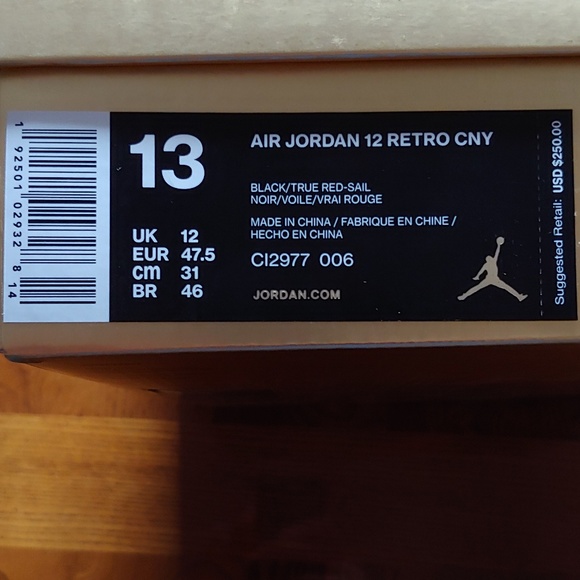 1 92501 02932 8 14
13
UK 12
EUR 47.5
cm 31
BR 46
AIR JORDAN 12 RETRO CNY
BLACK/TRUE RED-SAIL
NOIR/VOILE/VRAI ROUGE
MADE IN CHINA / FABRIQUE EN CHINE /
HECHO EN CHINA
CI2977 006
JORDAN.COM
Suggested Retail: USD $250.00